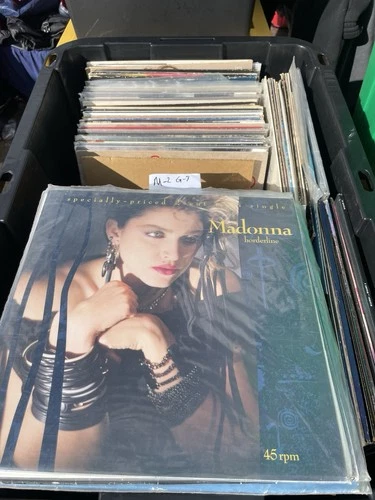 specially-priced single
Madonna
borderline
45 rpm